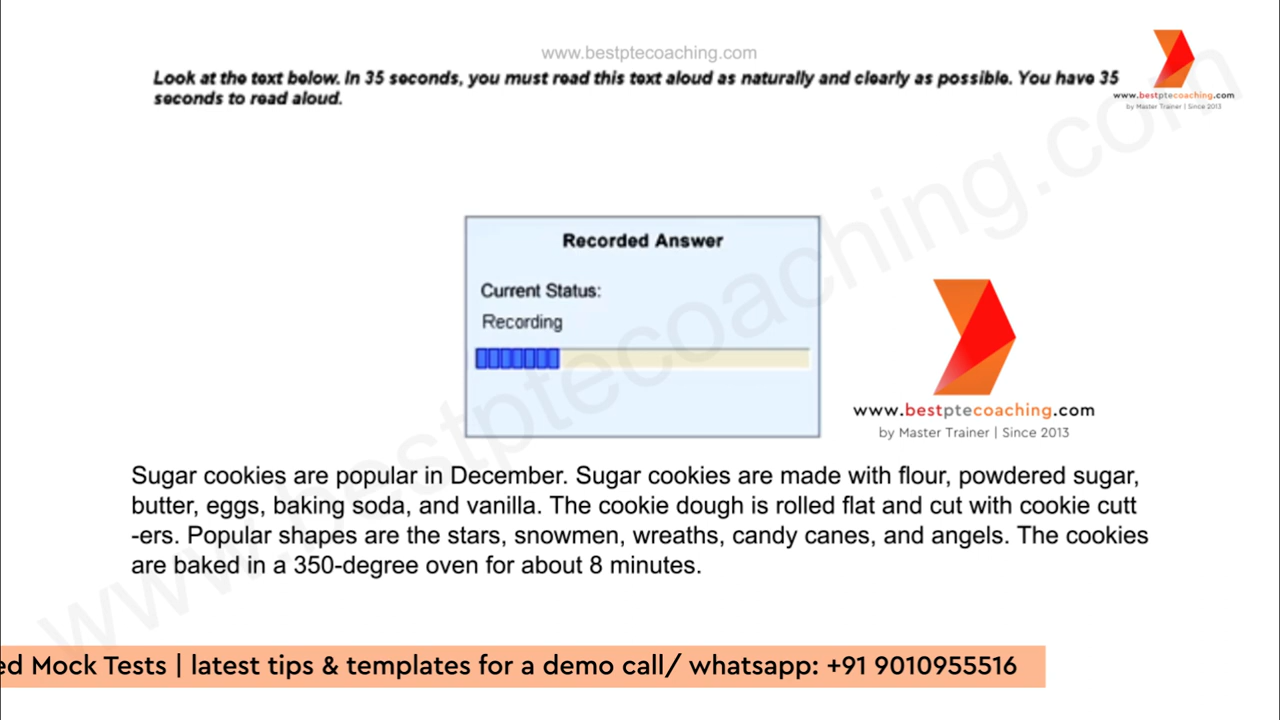 www.bestptecoaching.com
Look at the text below. In 35 seconds, you must read this text aloud as naturally and clearly as possible. You have 35
seconds to read aloud.
www.bestptecoaching.com
by Master Trainer | Since 2013
Recorded Answer
Current Status:
Recording
www.bestptecoaching.com
by Master Trainer | Since 2013
www.bestptecoaching.com
Sugar cookies are popular in December. Sugar cookies are made with flour, powdered sugar,
butter, eggs, baking soda, and vanilla. The cookie dough is rolled flat and cut with cookie cutt
-ers. Popular shapes are the stars, snowmen, wreaths, candy canes, and angels. The cookies
are baked in a 350-degree oven for about 8 minutes.
ed Mock Tests | latest tips & templates for a demo call/ whatsapp: +91 9010955516